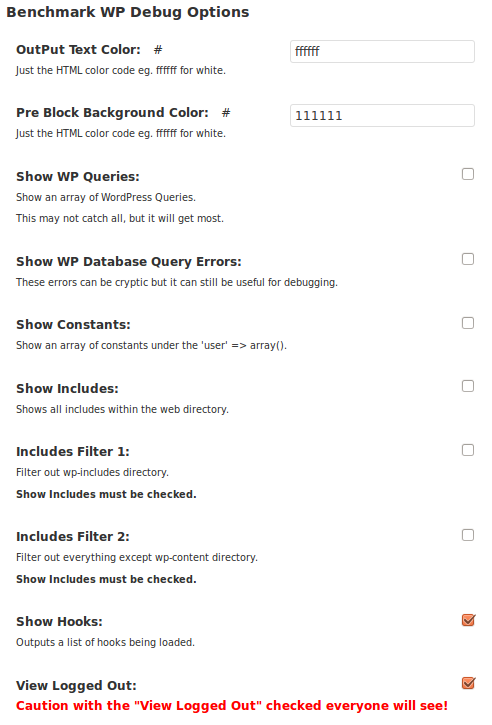 Benchmark WP Debug Options
OutPut Text Color: #
ffffff
Just the HTML color code eg. ffffff for white.
Pre Block Background Color: #
111111
Just the HTML color code eg. ffffff for white.
Show WP Queries:
Show an array of WordPress Queries.
This may not catch all, but it will get most.
Show WP Database Query Errors:
These errors can be cryptic but it can still be useful for debugging.
Show Constants:
Show an array of constants under the 'user' => array().
Show Includes:
Shows all includes within the web directory.
Includes Filter 1:
Filter out wp-includes directory.
Show Includes must be checked.
Includes Filter 2:
Filter out everything except wp-content directory.
Show Includes must be checked.
Show Hooks:
Outputs a list of hooks being loaded.
View Logged Out:
Caution with the "View Logged Out" checked everyone will see!